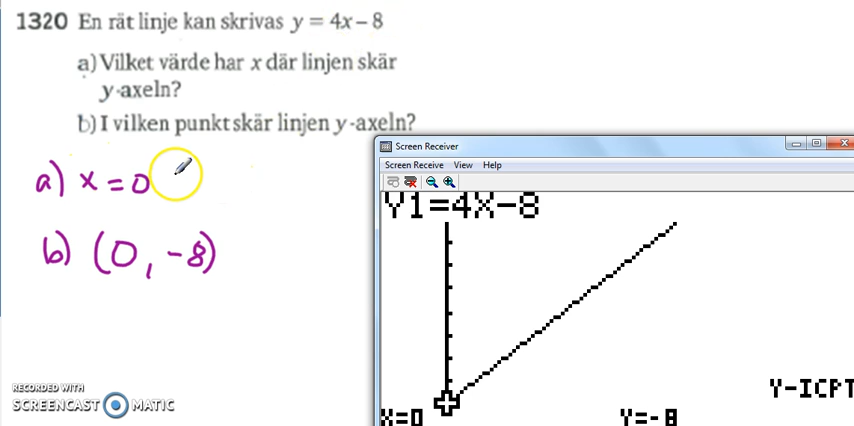 1320 En rät linje kan skrivas y = 4x – 8
a) Vilket värde har x där linjen skär
y-axeln?
b) I vilken punkt skär linjen y-axeln?
a) x = 0
b) (0, -8)
Screen Receiver
Screen Receive View Help
Y1=4X-8
Y-ICPT
X=0 Y=-8
RECORDED WITH
SCREENCAST MATIC